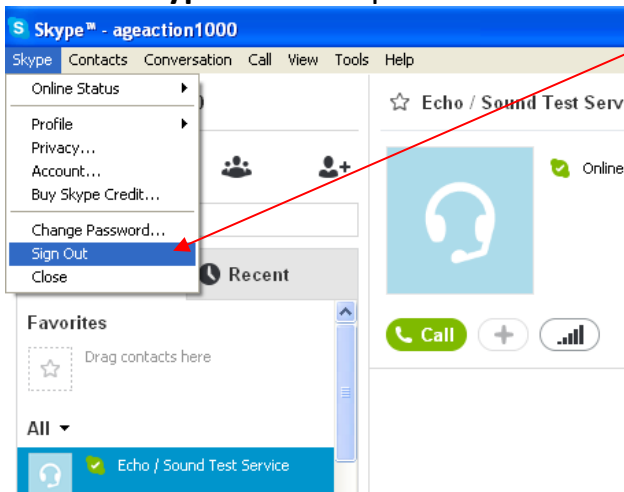 Skype™ - ageaction1000
Skype Contacts Conversation Call View Tools Help
Online Status
Profile
Privacy...
Account...
Buy Skype Credit...
Change Password...
Sign Out
Close
Echo / Sound Test Serv
Online
Recent
Favorites
Drag contacts here
Call
All
Echo / Sound Test Service